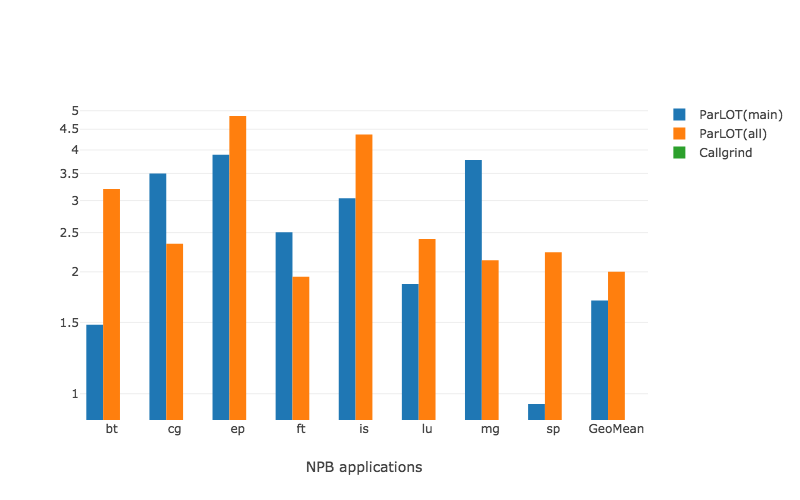 5
4.5
4
3.5
3
2.5
2
1.5
1
bt
cg
ep
ft
is
lu
mg
sp
GeoMean
NPB applications
ParLOT(main)
ParLOT(all)
Callgrind